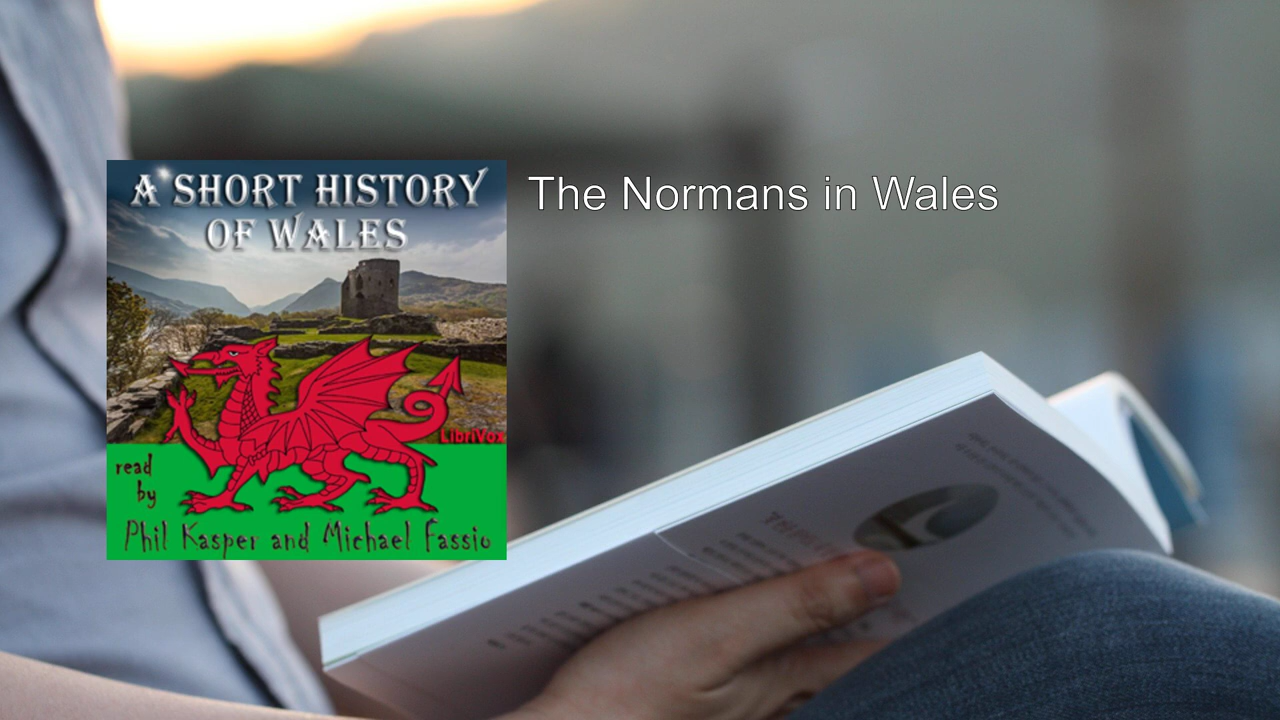 A SHORT HISTORY
OF WALES
LibriVox
read
by
Phil Kasper and Michael Fassio
The Normans in Wales